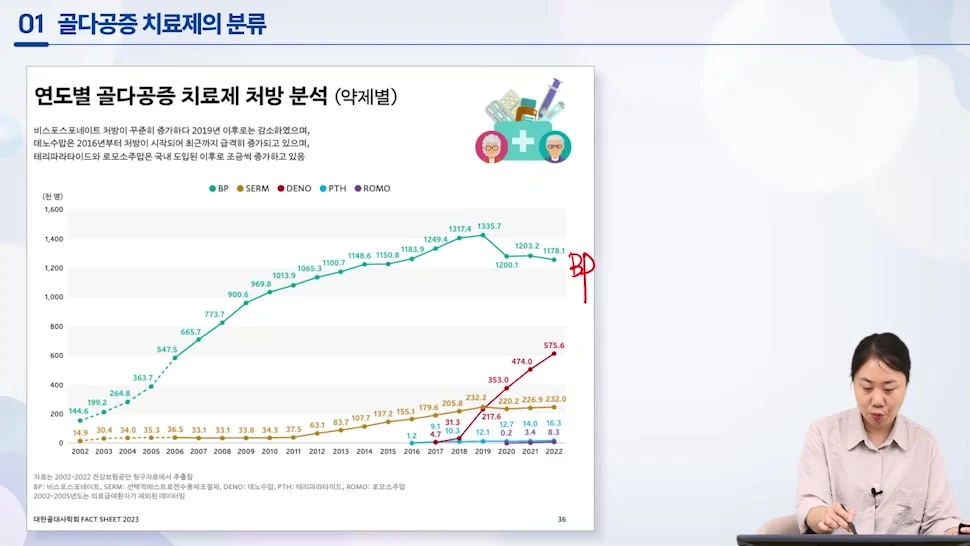 01 골다공증 치료제의 분류
연도별 골다공증 치료제 처방 분석 (약제별)
비스포스포네이트 처방이 꾸준히 증가하다 2019년 이후로는 감소하였으며,
데노수맙은 2016년부터 처방이 시작되어 최근까지 급격히 증가되고 있으며,
테리파라타이드와 로모소주맙은 국내 도입된 이후로 조금씩 증가하고 있음
BP SERM DENO PTH ROMO
(천 명)
1,600
1,400
1,200
1,000
800
600
400
200
0
144.6 199.2 264.8 363.7 547.5 665.7 773.7 900.6 969.8 1013.9 1065.3 1100.7 1148.6 1150.8 1183.9 1249.4 1317.4 1335.7 1200.1 1203.2 1178.1
BP
4.7 31.3 217.6 353.0 474.0 575.6
14.9 30.4 34.0 35.3 36.5 33.1 33.1 33.8 34.3 37.5 63.1 83.7 107.7 137.2 155.1 179.6 205.8 232.2 220.2 226.9 232.0
1.2 9.1 10.3 12.1 12.7 14.0 16.3
0.2 3.4 8.3
2002 2003 2004 2005 2006 2007 2008 2009 2010 2011 2012 2013 2014 2015 2016 2017 2018 2019 2020 2021 2022
자료는 2002-2022 건강보험공단 청구자료에서 추출함
BP: 비스포스포네이트, SERM: 선택적에스트로겐수용체조절제, DENO: 데노수맙, PTH: 테리파라타이드, ROMO: 로모소주맙
2002-2005년도는 의료급여환자가 제외된 데이터임
대한골대사학회 FACT SHEET 2023
36